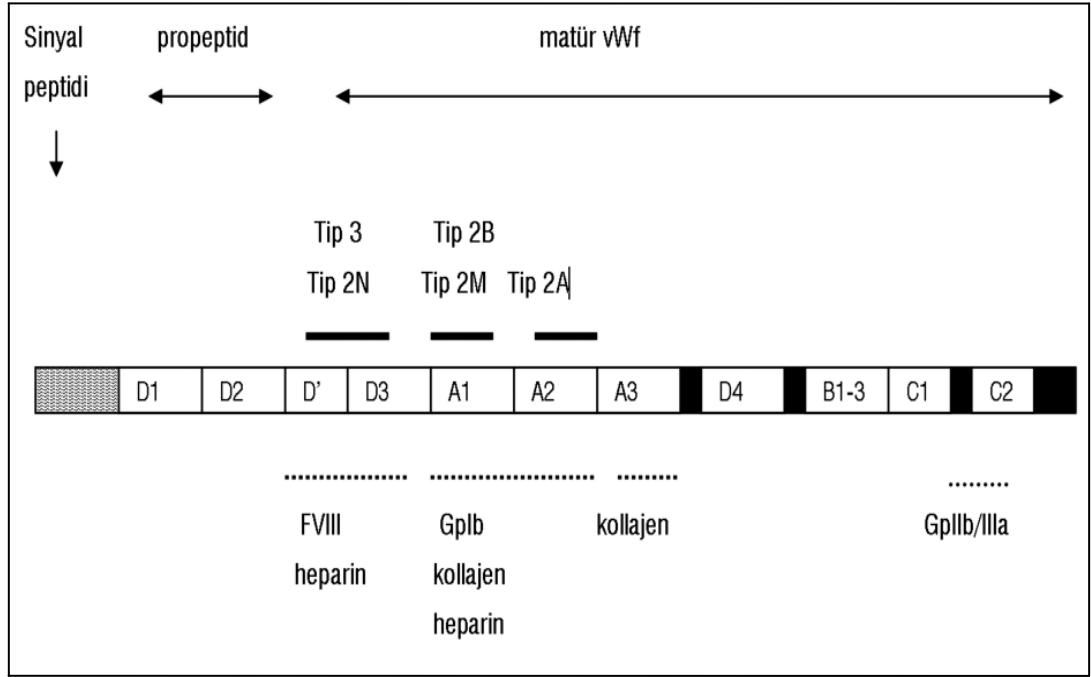 Sinyal propeptid matür vWf
peptidi
Tip 3 Tip 2B
Tip 2N Tip 2M Tip 2A
D1 D2 D' D3 A1 A2 A3 D4 B1-3 C1 C2
FVIII GpIb kollajen GpIIb/IIIa
heparin kollajen
heparin